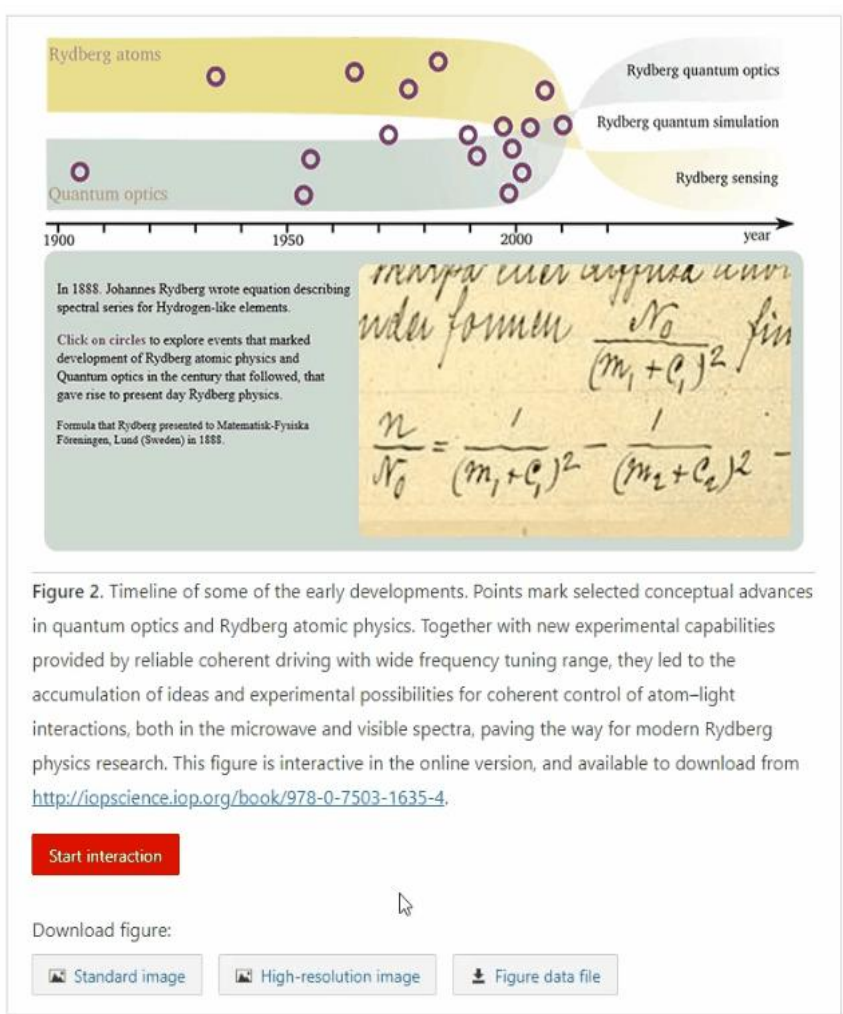 Rydberg atoms
Rydberg quantum optics
Rydberg quantum simulation
Rydberg sensing
Quantum optics
1900
1950
2000
year
In 1888. Johannes Rydberg wrote equation describing
spectral series for Hydrogen-like elements.
Click on circles to explore events that marked
development of Rydberg atomic physics and
Quantum optics in the century that followed, that
gave rise to present day Rydberg physics.
Formula that Rydberg presented to Matematisk-Fysiska
Föreningen, Lund (Sweden) in 1888.
eller diffusa
formen N₀/(m₁ + C₁)²
n/N₀ = 1/(m₁+C₁)² − 1/(m₂+C₂)² −
Figure 2. Timeline of some of the early developments. Points mark selected conceptual advances
in quantum optics and Rydberg atomic physics. Together with new experimental capabilities
provided by reliable coherent driving with wide frequency tuning range, they led to the
accumulation of ideas and experimental possibilities for coherent control of atom–light
interactions, both in the microwave and visible spectra, paving the way for modern Rydberg
physics research. This figure is interactive in the online version, and available to download from
http://iopscience.iop.org/book/978-0-7503-1635-4.
Start interaction
Download figure:
Standard image
High-resolution image
Figure data file